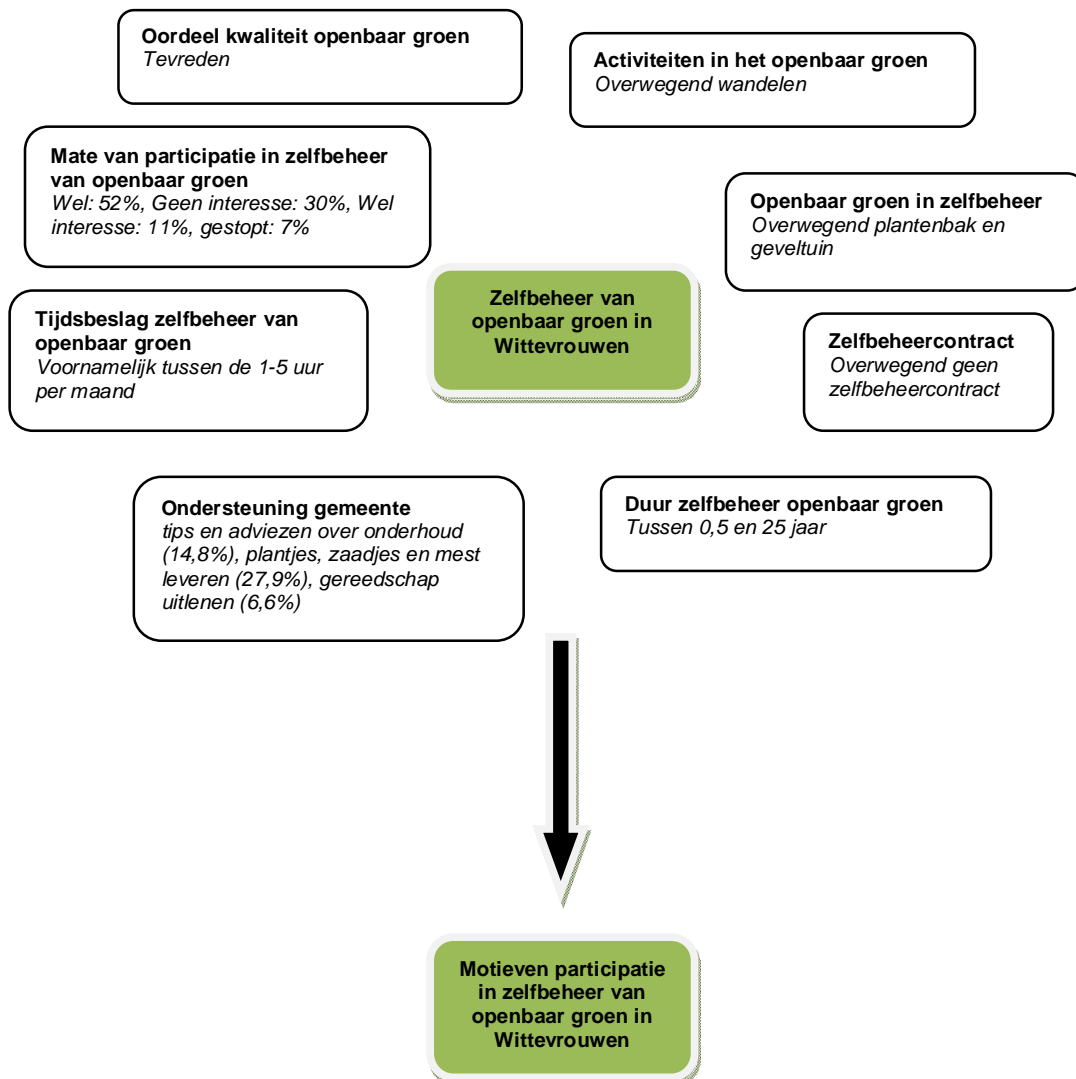 Oordeel kwaliteit openbaar groen
Tevreden
Activiteiten in het openbaar groen
Overwegend wandelen
Mate van participatie in zelfbeheer
van openbaar groen
Wel: 52%, Geen interesse: 30%, Wel
interesse: 11%, gestopt: 7%
Openbaar groen in zelfbeheer
Overwegend plantenbak en
geveltuin
Zelfbeheer van
openbaar groen in
Wittevrouwen
Tijdsbeslag zelfbeheer van
openbaar groen
Voornamelijk tussen de 1-5 uur
per maand
Zelfbeheercontract
Overwegend geen
zelfbeheercontract
Ondersteuning gemeente
tips en adviezen over onderhoud
(14,8%), plantjes, zaadjes en mest
leveren (27,9%), gereedschap
uitlenen (6,6%)
Duur zelfbeheer openbaar groen
Tussen 0,5 en 25 jaar
Motieven participatie
in zelfbeheer van
openbaar groen in
Wittevrouwen